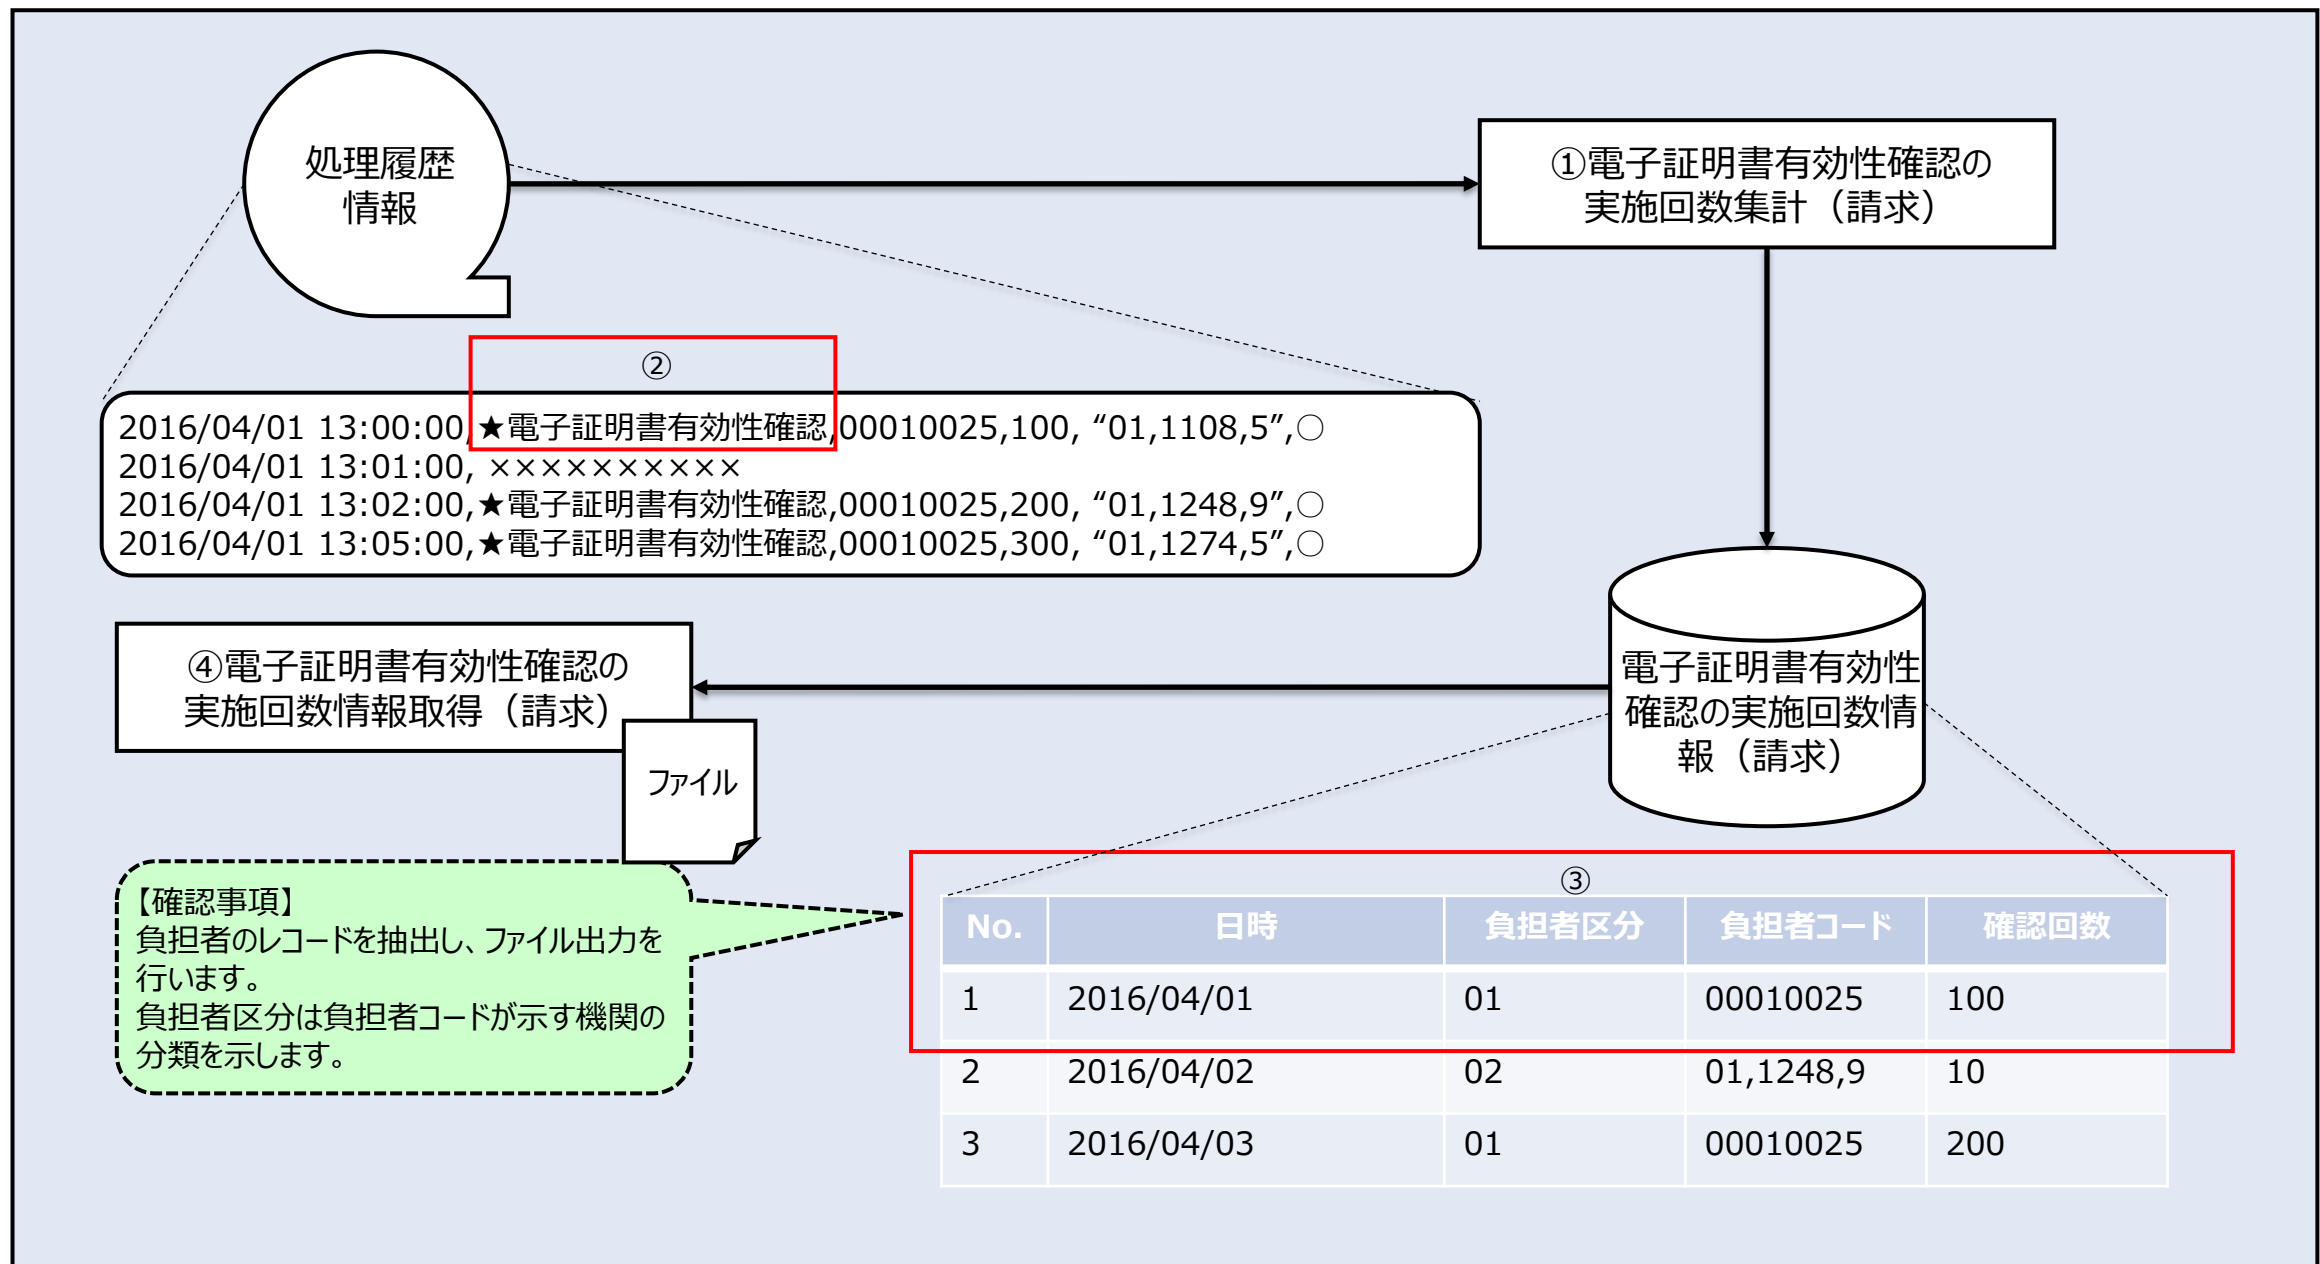 処理履歴
情報
①電子証明書有効性確認の
実施回数集計（請求）
②
2016/04/01 13:00:00,★電子証明書有効性確認,00010025,100, “01,1108,5”,○
2016/04/01 13:01:00, ××××××××××
2016/04/01 13:02:00,★電子証明書有効性確認,00010025,200, “01,1248,9”,○
2016/04/01 13:05:00,★電子証明書有効性確認,00010025,300, “01,1274,5”,○
④電子証明書有効性確認の
実施回数情報取得（請求）
ファイル
電子証明書有効性
確認の実施回数情
報（請求）
【確認事項】
負担者のレコードを抽出し、ファイル出力を
行います。
負担者区分は負担者コードが示す機関の
分類を示します。
③
No. 日時 負担者区分 負担者コード 確認回数
1 2016/04/01 01 00010025 100
2 2016/04/02 02 01,1248,9 10
3 2016/04/03 01 00010025 200